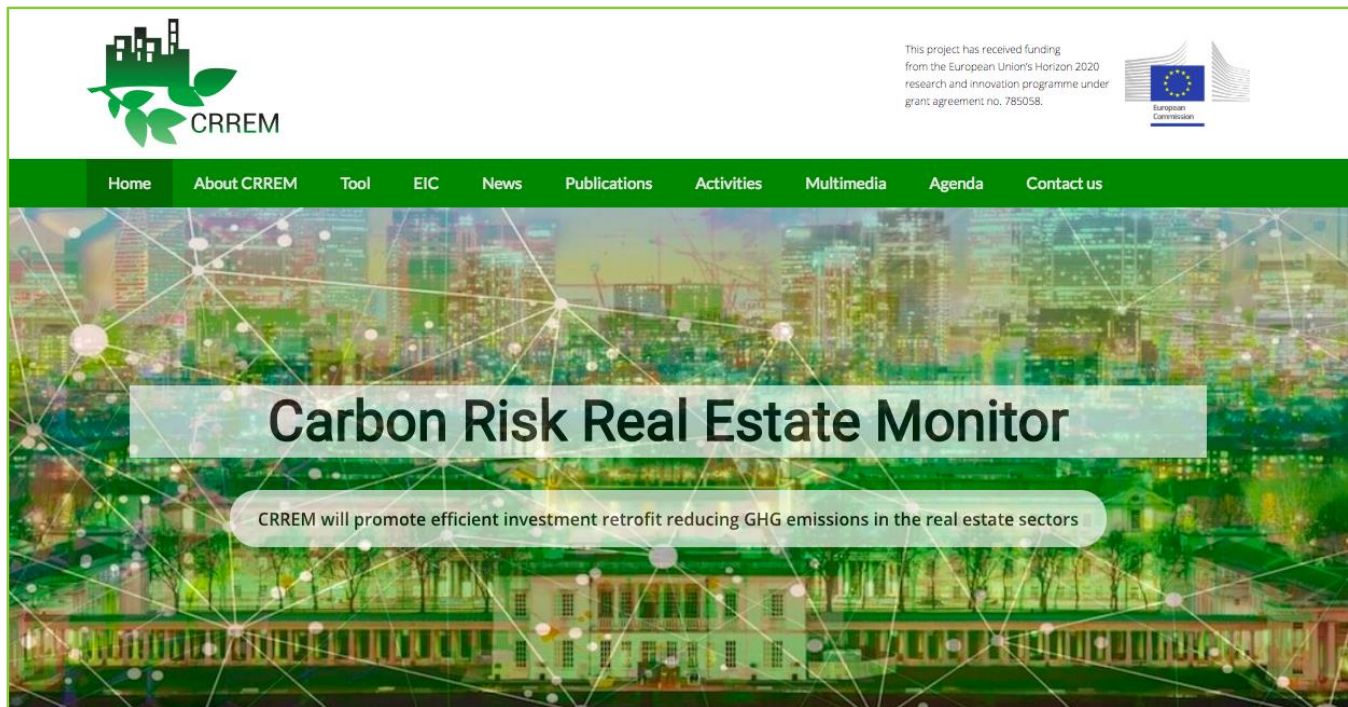 CRREM
This project has received funding
from the European Union's Horizon 2020
research and innovation programme under
grant agreement no. 785058.
European
Commission
Home About CRREM Tool EIC News Publications Activities Multimedia Agenda Contact us
Carbon Risk Real Estate Monitor
CRREM will promote efficient investment retrofit reducing GHG emissions in the real estate sectors